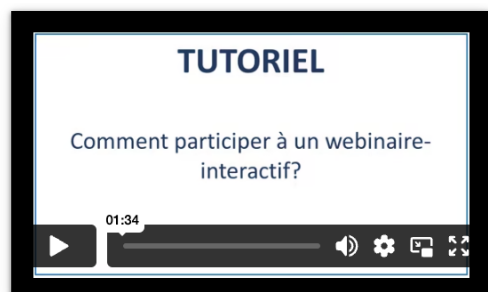 TUTORIEL
Comment participer à un webinaire-
interactif?
01:34